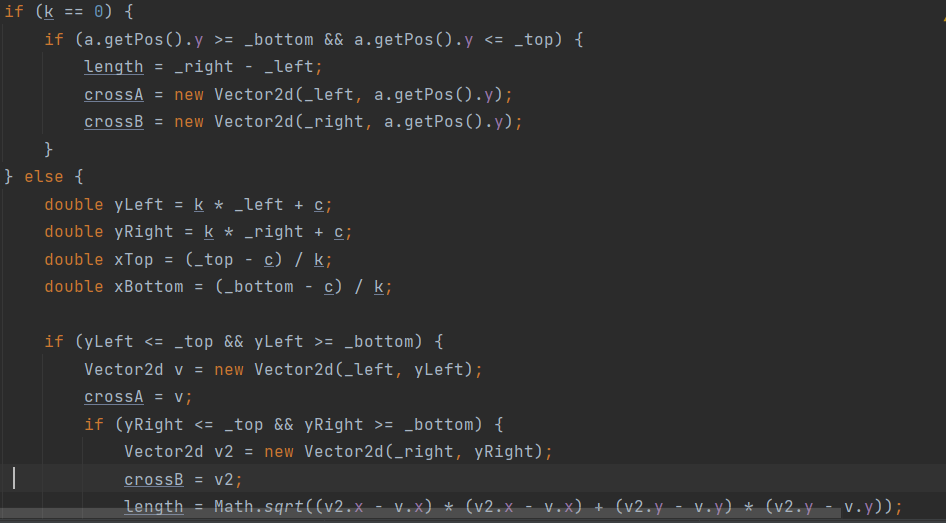 if (k == 0) {
    if (a.getPos().y >= _bottom && a.getPos().y <= _top) {
        length = _right - _left;
        crossA = new Vector2d(_left, a.getPos().y);
        crossB = new Vector2d(_right, a.getPos().y);
    }
} else {
    double yLeft = k * _left + c;
    double yRight = k * _right + c;
    double xTop = (_top - c) / k;
    double xBottom = (_bottom - c) / k;

    if (yLeft <= _top && yLeft >= _bottom) {
        Vector2d v = new Vector2d(_left, yLeft);
        crossA = v;
        if (yRight <= _top && yRight >= _bottom) {
            Vector2d v2 = new Vector2d(_right, yRight);
            crossB = v2;
            length = Math.sqrt((v2.x - v.x) * (v2.x - v.x) + (v2.y - v.y) * (v2.y - v.y));